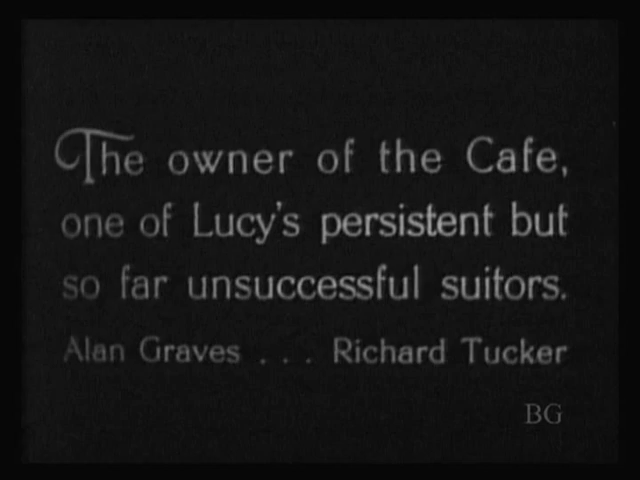 The owner of the Cafe,
one of Lucy's persistent but
so far unsuccessful suitors.
Alan Graves . . . Richard Tucker
BG